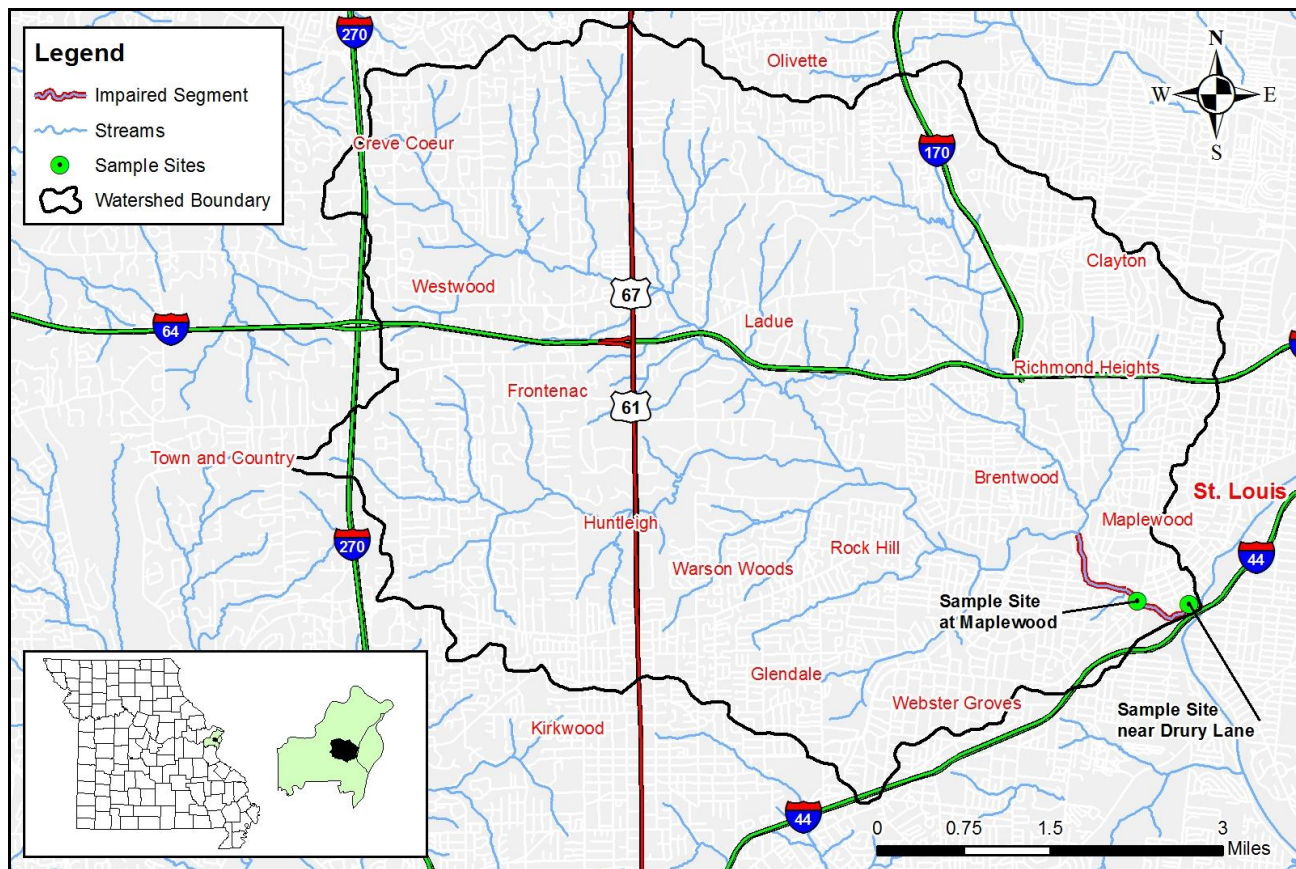 Legend
Impaired Segment
Streams
Sample Sites
Watershed Boundary
270
Olivette
N
W
E
S
Creve Coeur
170
Clayton
Westwood
67
64
Ladue
Richmond Heights
Frontenac
61
Town and Country
Brentwood
St. Louis
Maplewood
Huntleigh
270
Rock Hill
44
Warson Woods
Sample Site
at Maplewood
Glendale
Webster Groves
Kirkwood
Sample Site
near Drury Lane
44
0 0.75 1.5 3
Miles